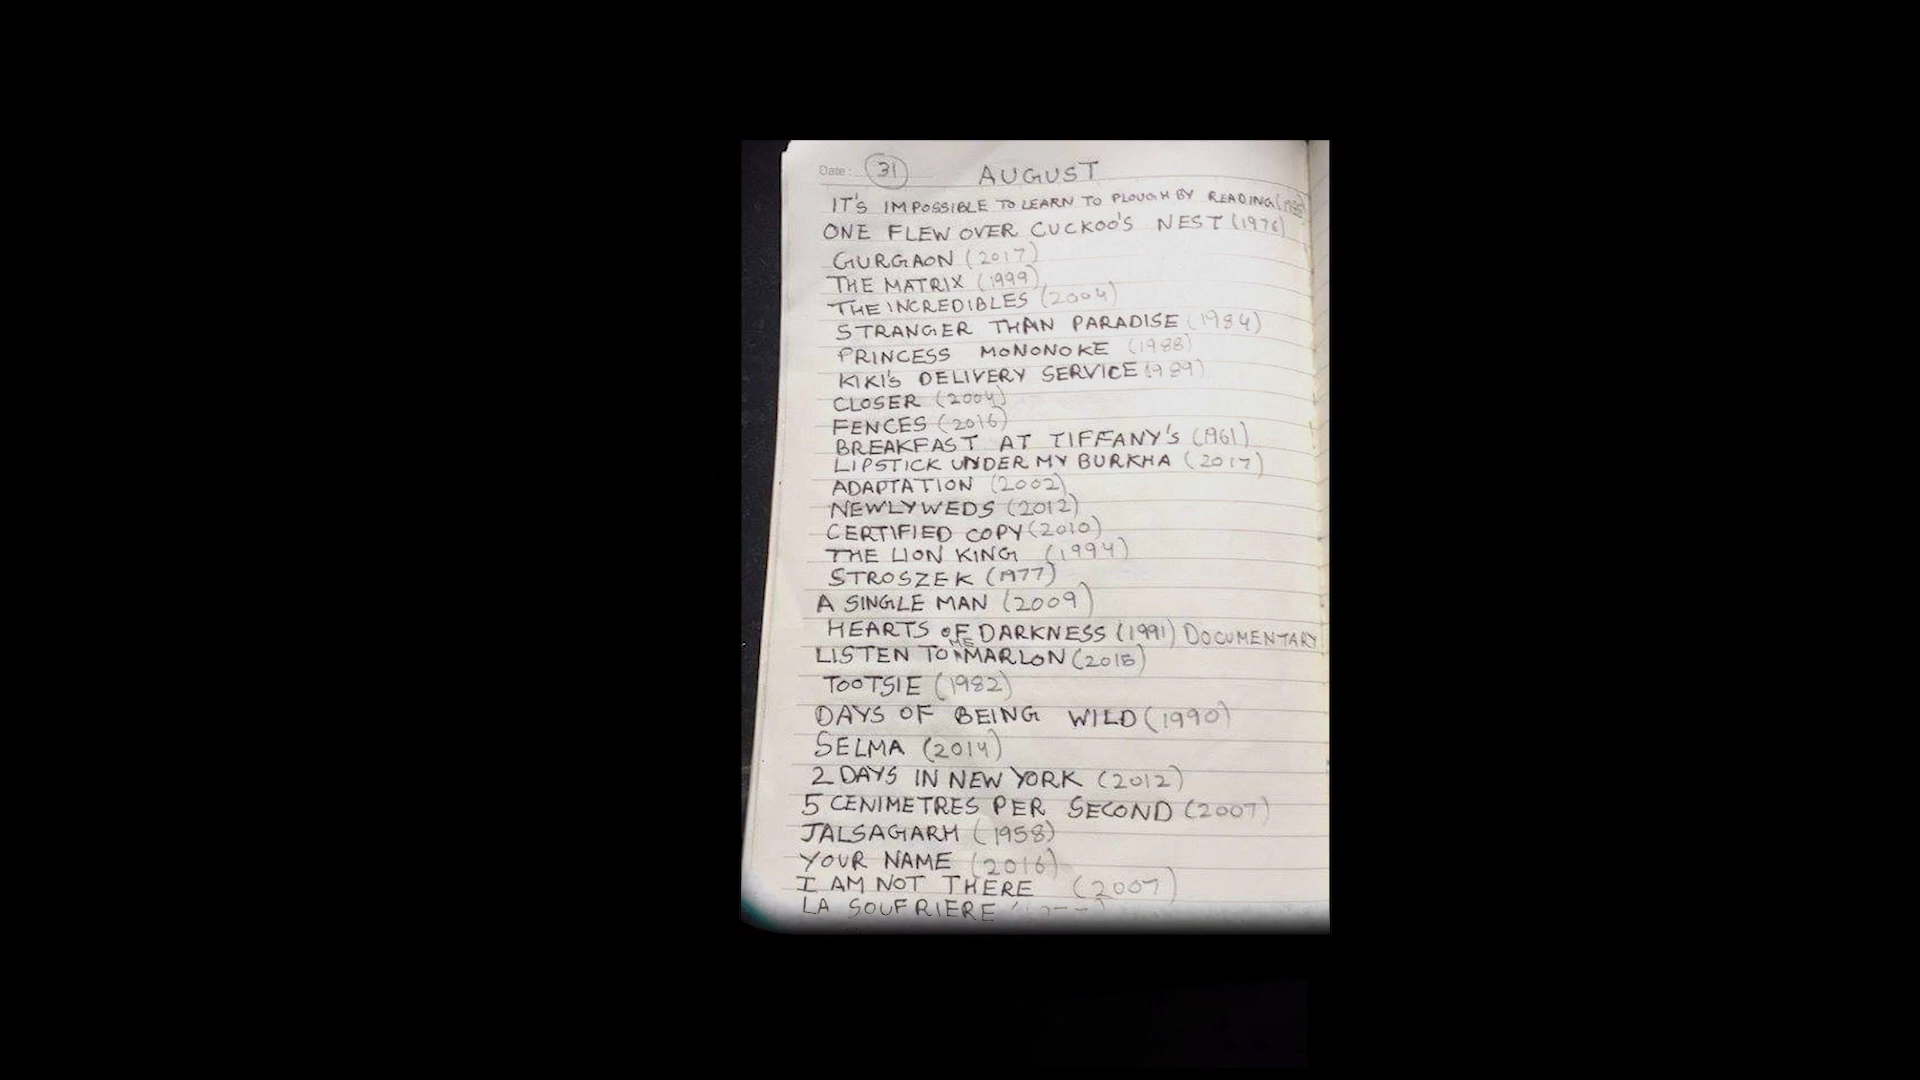 Date: 31 AUGUST
IT'S IMPOSSIBLE TO LEARN TO PLOUGH BY READING
ONE FLEW OVER CUCKOO'S NEST (1976)
GURGAON (2017)
THE MATRIX (1999)
THE INCREDIBLES (2004)
STRANGER THAN PARADISE (1984)
PRINCESS MONONOKE (1988)
KIKI'S DELIVERY SERVICE (1989)
CLOSER (2004)
FENCES (2016)
BREAKFAST AT TIFFANY'S (1961)
LIPSTICK UNDER MY BURKHA (2017)
ADAPTATION (2002)
NEWLYWEDS (2012)
CERTIFIED COPY (2010)
THE LION KING (1994)
STROSZEK (1977)
A SINGLE MAN (2009)
HEARTS OF DARKNESS (1991) DOCUMENTARY
LISTEN TO ME MARLON (2015)
TOOTSIE (1982)
DAYS OF BEING WILD (1990)
SELMA (2014)
2 DAYS IN NEW YORK (2012)
5 CENIMETRES PER SECOND (2007)
JALSAGARH (1958)
YOUR NAME (2016)
I AM NOT THERE (2007)
LA SOUFRIERE